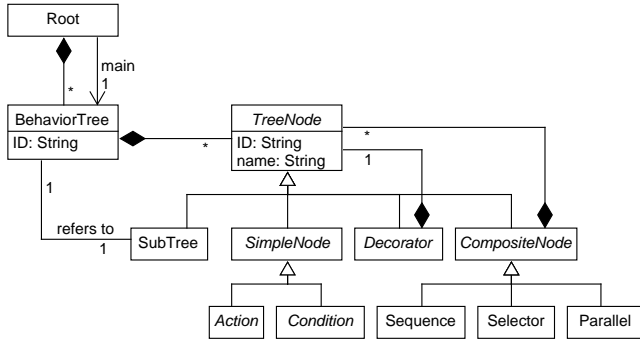 Root
main
1
*
BehaviorTree
ID: String
*
TreeNode
ID: String
name: String
*
1
1
refers to
1
SubTree
SimpleNode
Decorator
CompositeNode
Action
Condition
Sequence
Selector
Parallel